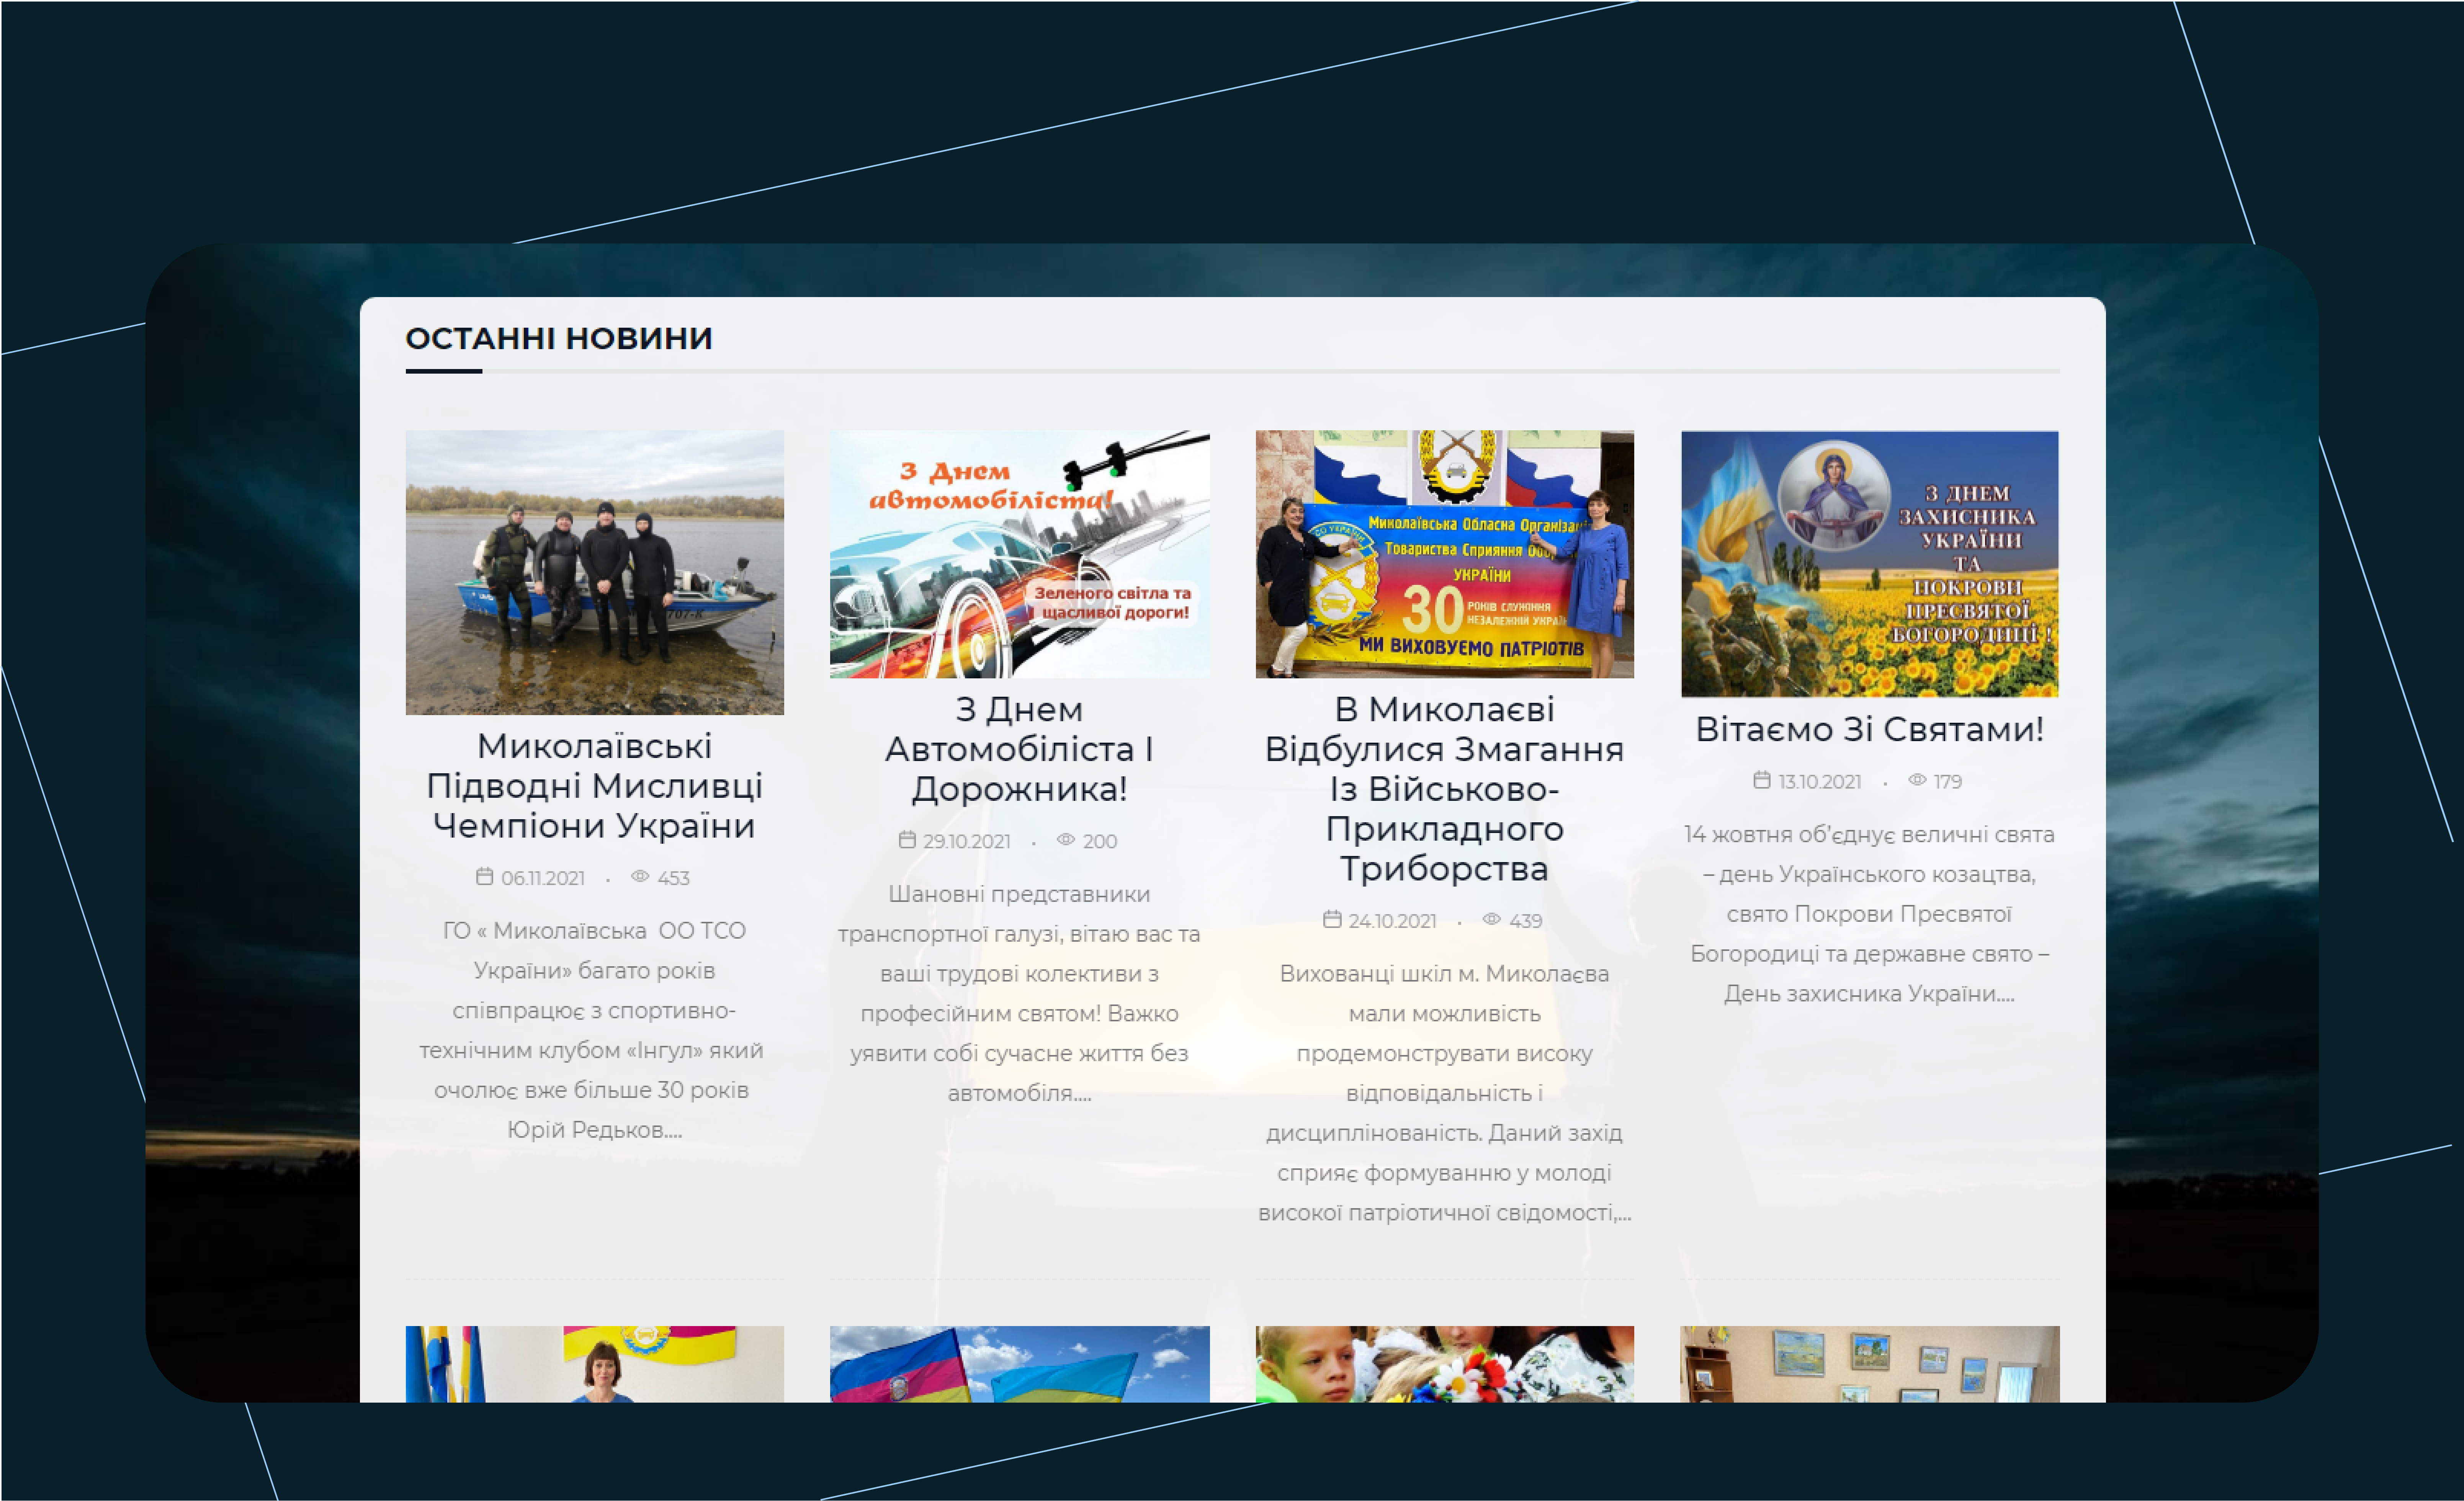 ОСТАННІ НОВИНИ
707-К
Миколаївські
Підводні Мисливці
Чемпіони України
06.11.2021 • 453
ГО « Миколаївська ОО ТСО
України» багато років
співпрацює з спортивно-
технічним клубом «Інгул» який
очолює вже більше 30 років
Юрій Редьков....
З Днем
автомобіліста!
Зеленого світла та
щасливої дороги!
З Днем
Автомобіліста І
Дорожника!
29.10.2021 • 200
Шановні представники
транспортної галузі, вітаю вас та
ваші трудові колективи з
професійним святом! Важко
уявити собі сучасне життя без
автомобіля....
Миколаївська Обласна Організац
Товариства Сприяння Обор
УКРАЇНИ
30 РОКІВ СЛУЖІННЯ
НЕЗАЛЕЖНІЙ УКРАЇН
МИ ВИХОВУЄМО ПАТРІОТІВ
В Миколаєві
Відбулися Змагання
Із Військово-
Прикладного
Триборства
24.10.2021 • 439
Вихованці шкіл м. Миколаєва
мали можливість
продемонструвати високу
відповідальність і
дисциплінованість. Даний захід
сприяє формуванню у молоді
високої патріотичної свідомості,...
З ДНЕМ
ЗАХИСНИКА
УКРАЇНИ
ТА
ПОКРОВИ
ПРЕСВЯТОЇ
БОГОРОДИЦІ !
Вітаємо Зі Святами!
13.10.2021 • 179
14 жовтня об’єднує величні свята
– день Українського козацтва,
свято Покрови Пресвятої
Богородиці та державне свято –
День захисника України....